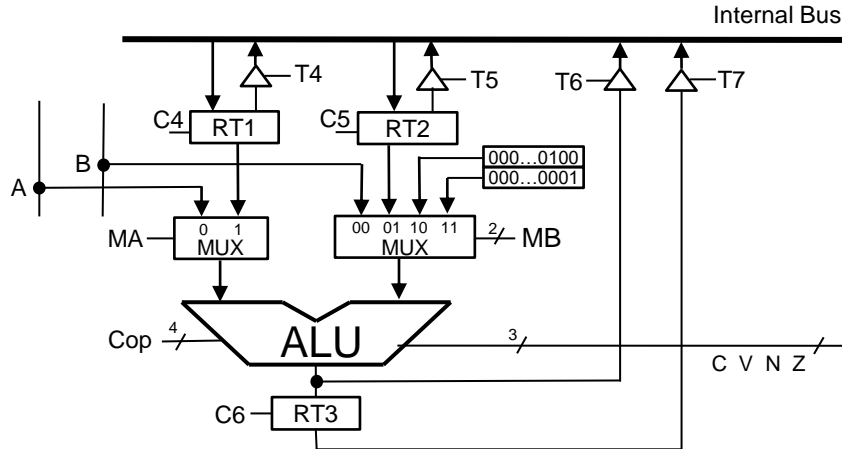 Internal Bus
T4
T5
T6
T7
C4
RT1
C5
RT2
B
000...0100
000...0001
A
0 1
00 01 10 11
MA
MUX
MUX
2
MB
4
3
Cop
ALU
C V N Z
C6
RT3